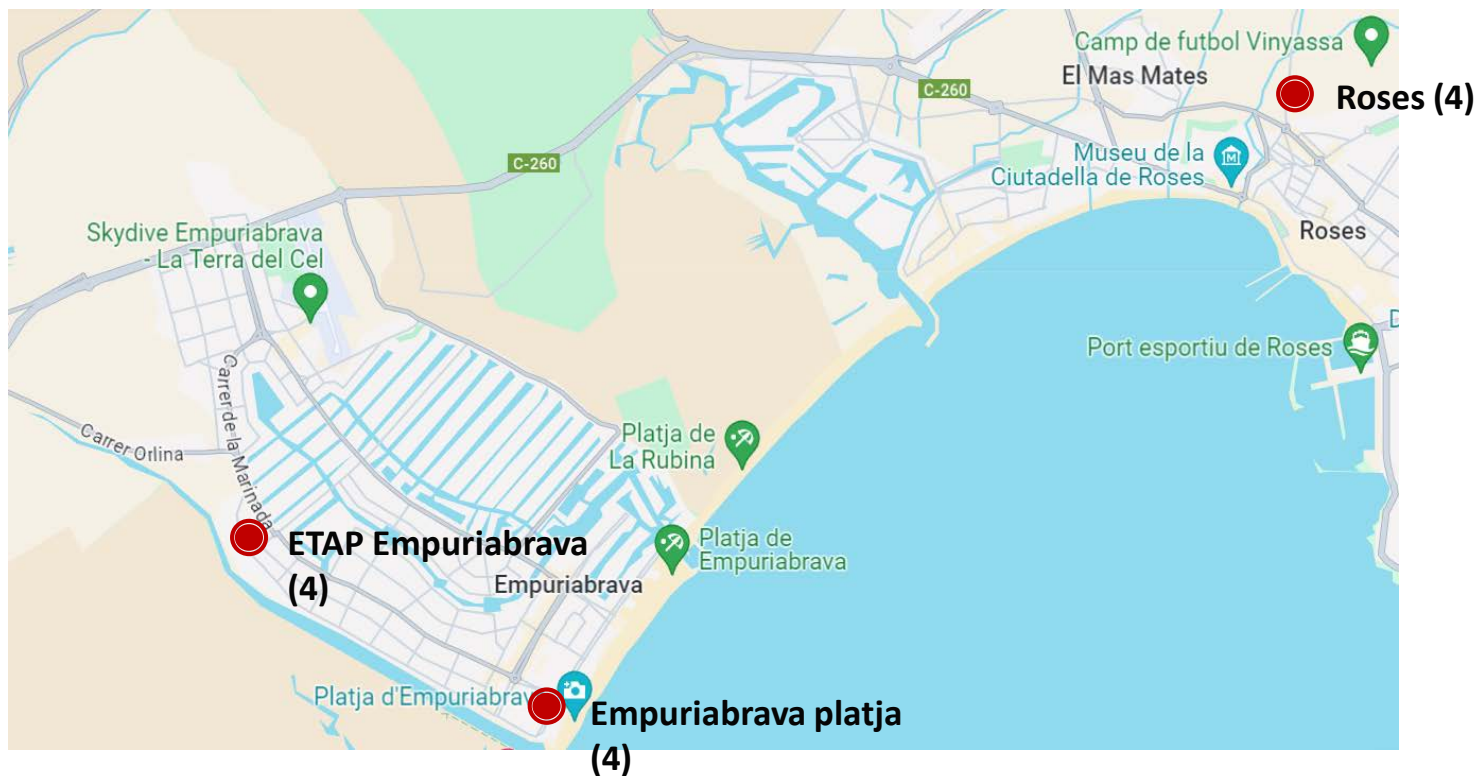 Camp de futbol Vinyassa
El Mas Mates
C-260
Roses (4)
C-260
Museu de la
Ciutadella de Roses
Skydive Empuriabrava
- La Terra del Cel
Roses
D
Port esportiu de Roses
Carrer de la Marinada
Carrer Orlina
Platja de
La Rubina
ETAP Empuriabrava
(4)
Platja de
Empuriabrava
Empuriabrava
Platja d'Empuriabrav
Empuriabrava platja
(4)